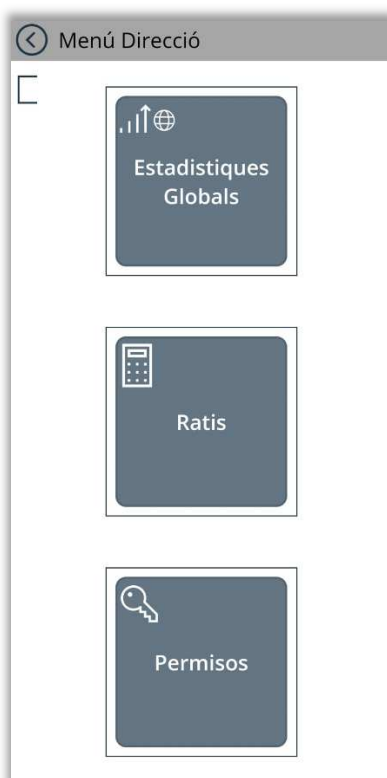 Menú Direcció
Estadistiques
Globals
Ratis
Permisos